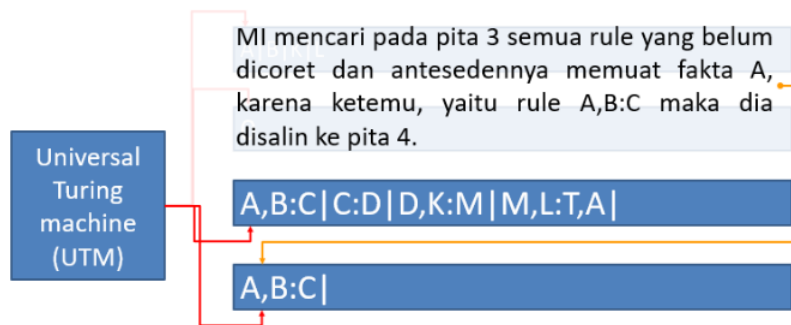 MI mencari pada pita 3 semua rule yang belum
dicoret dan antesedennya memuat fakta A,
karena ketemu, yaitu rule A,B:C maka dia
disalin ke pita 4.
Universal
Turing
machine
(UTM)
A,B:C|C:D|D,K:M|M,L:T,A|
A,B:C|